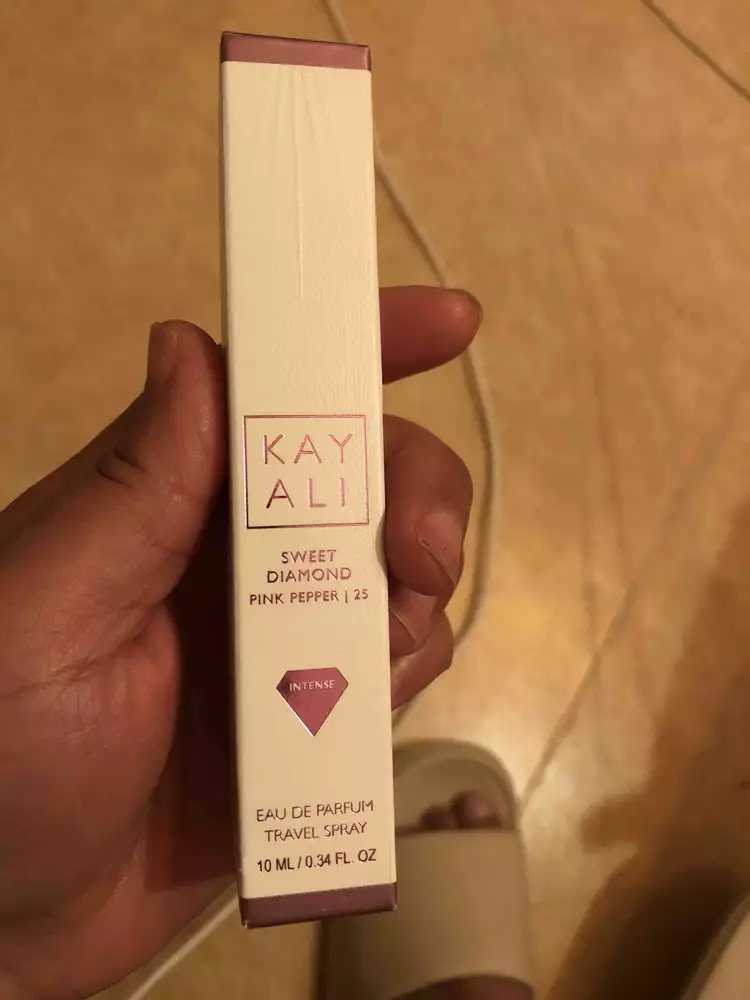 KAY
ALI
SWEET
DIAMOND
PINK PEPPER | 25
INTENSE
EAU DE PARFUM
TRAVEL SPRAY
10 ML / 0.34 FL. OZ